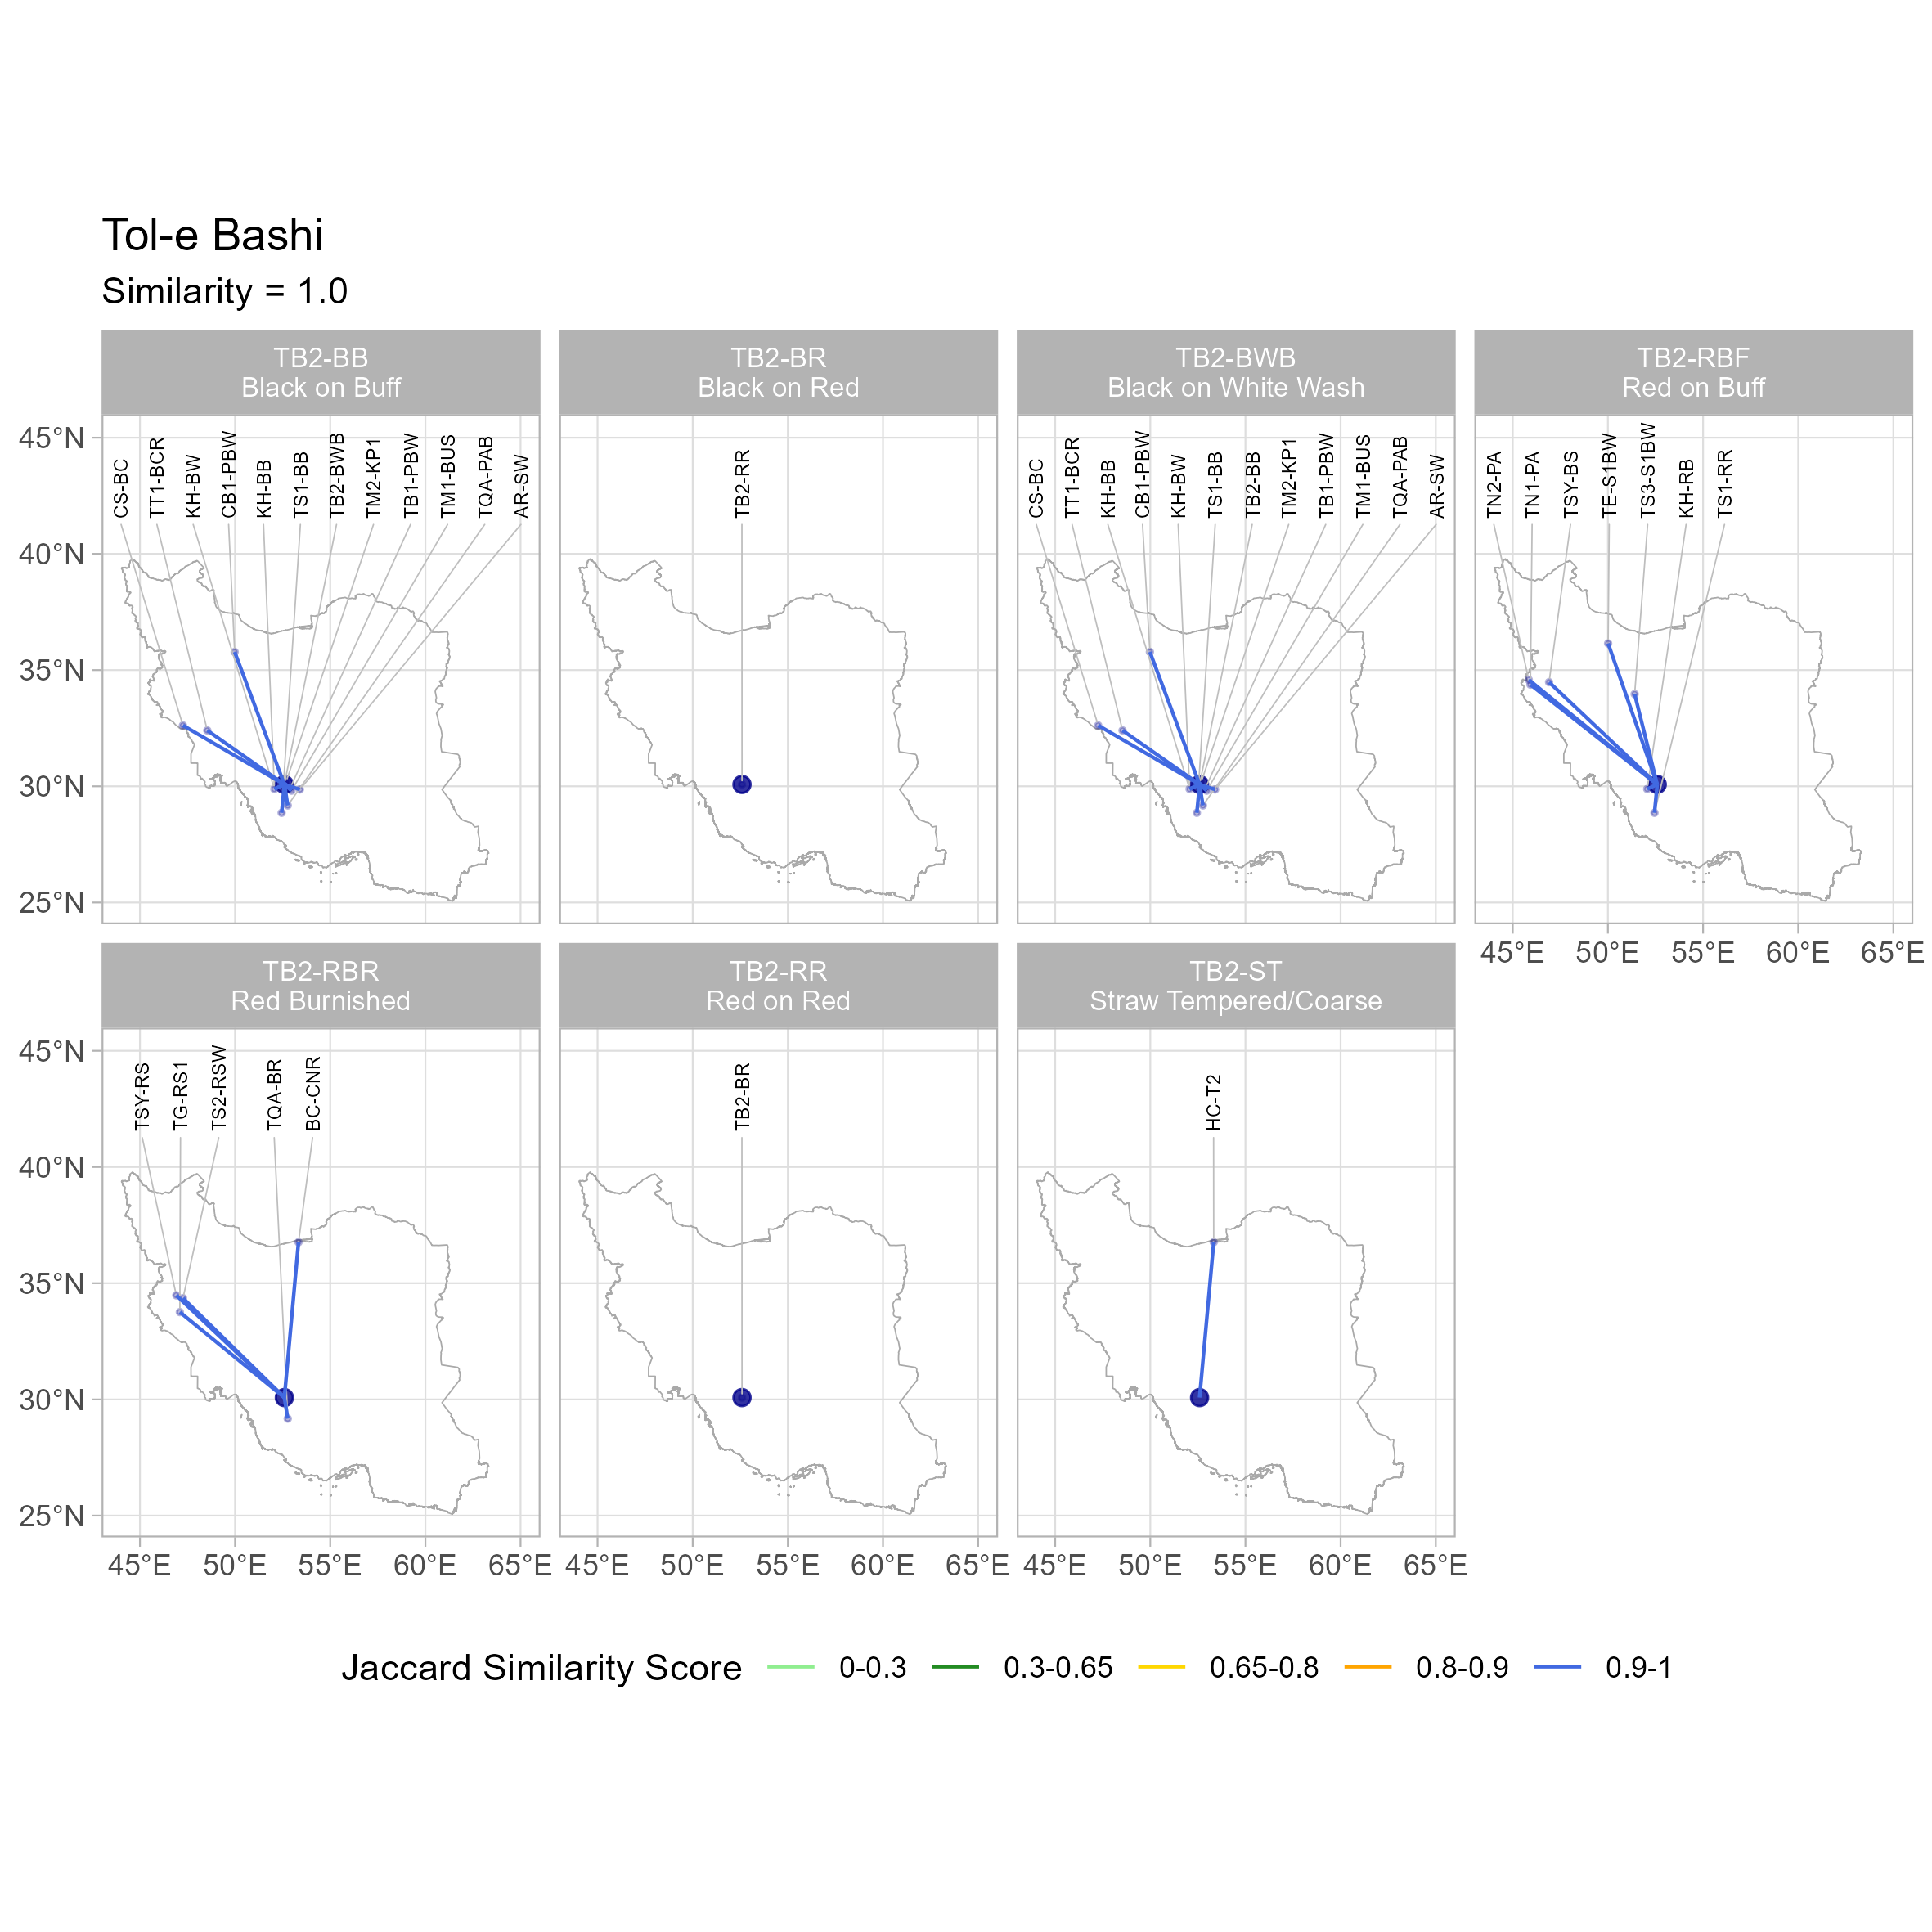 Tol-e Bashi
Similarity = 1.0
TB2-BB
Black on Buff
TB2-BR
Black on Red
TB2-BWB
Black on White Wash
TB2-RBF
Red on Buff
45°N
40°N
35°N
30°N
25°N
CS-BC
TT1-BCR
KH-BW
CB1-PBW
KH-BB
TS1-BB
TB2-BWB
TM2-KP1
TB1-PBW
TM1-BUS
TQA-PAB
AR-SW
TB2-RR
CS-BC
TT1-BCR
KH-BB
CB1-PBW
KH-BW
TS1-BB
TB2-BB
TM2-KP1
TB1-PBW
TM1-BUS
TQA-PAB
AR-SW
TN2-PA
TN1-PA
TSY-BS
TE-S1BW
TS3-S1BW
KH-RB
TS1-RR
45°E 50°E 55°E 60°E 65°E
TB2-RBR
Red Burnished
TB2-RR
Red on Red
TB2-ST
Straw Tempered/Coarse
45°N
40°N
35°N
30°N
25°N
TSY-RS
TG-RS1
TS2-RSW
TQA-BR
BC-CNR
TB2-BR
HC-T2
45°E 50°E 55°E 60°E 65°E
45°E 50°E 55°E 60°E 65°E
45°E 50°E 55°E 60°E 65°E
Jaccard Similarity Score 0-0.3 0.3-0.65 0.65-0.8 0.8-0.9 0.9-1